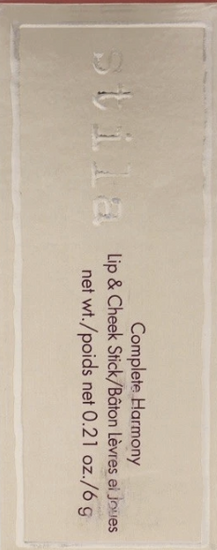 stila
Complete Harmony
Lip & Cheek Stick/Bâton Lèvres et Joues
net wt./poids net 0.21 oz./6 g